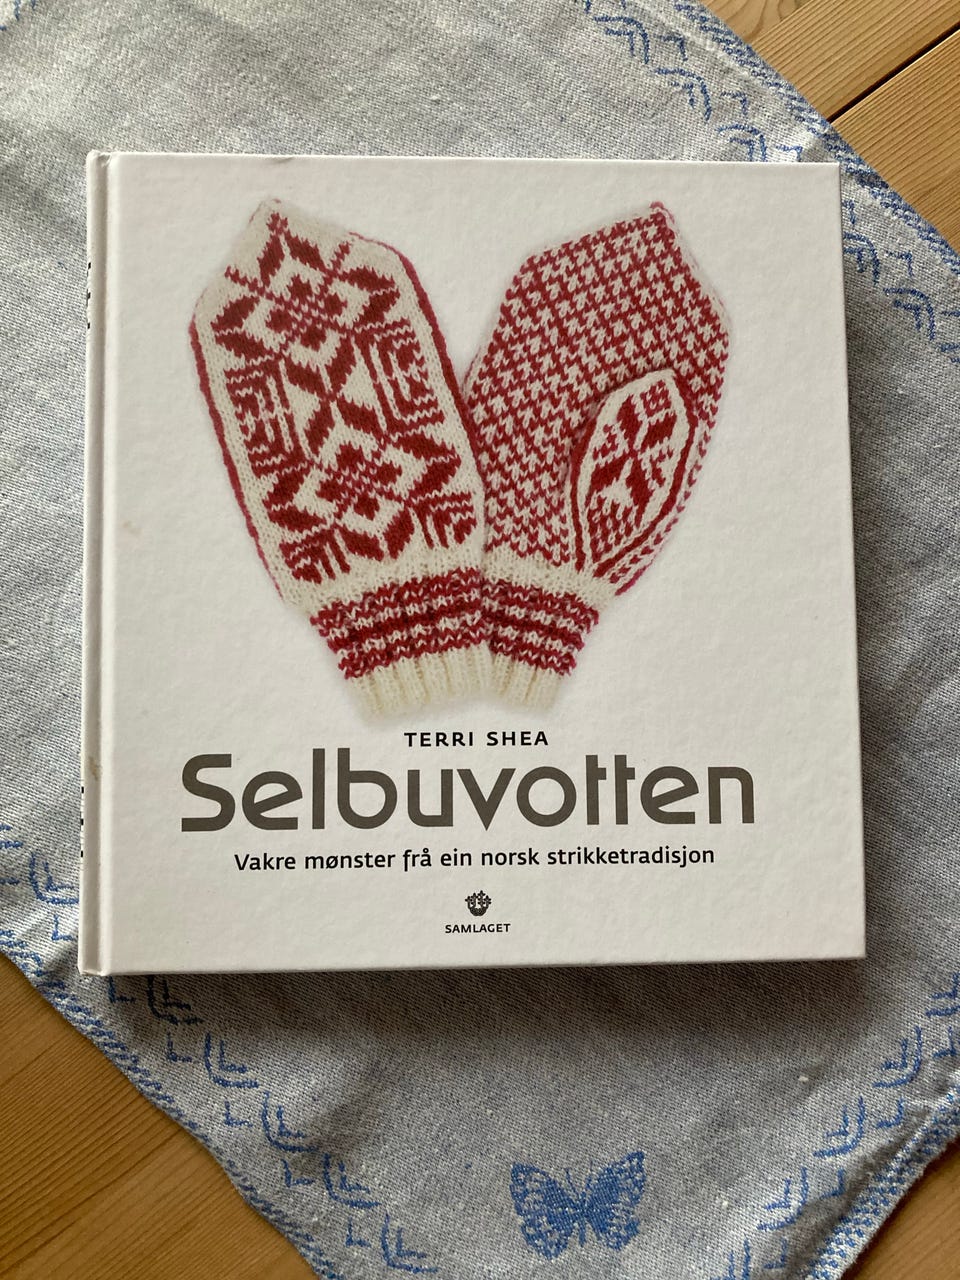 TERRI SHEA
Selbuvotten
Vakre mønster frå ein norsk strikketradisjon
SAMLAGET